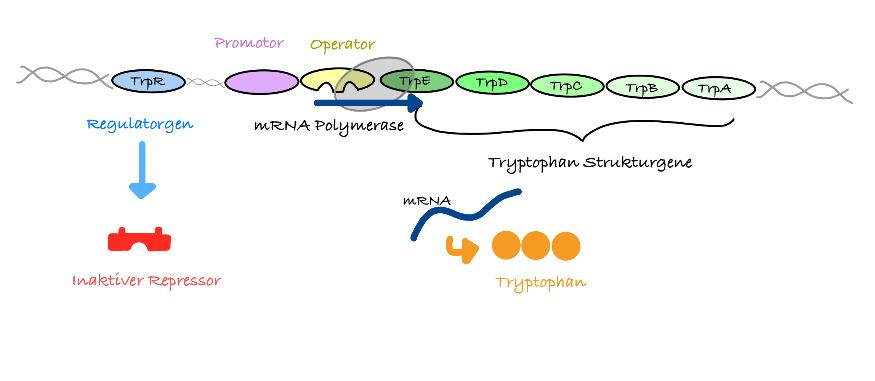 Promotor
Operator
TrpR
TrpE
TrpD
TrpC
TrpB
TrpA
Regulatorgen
mRNA Polymerase
Tryptophan Strukturgene
mRNA
Inaktiver Repressor
Tryptophan